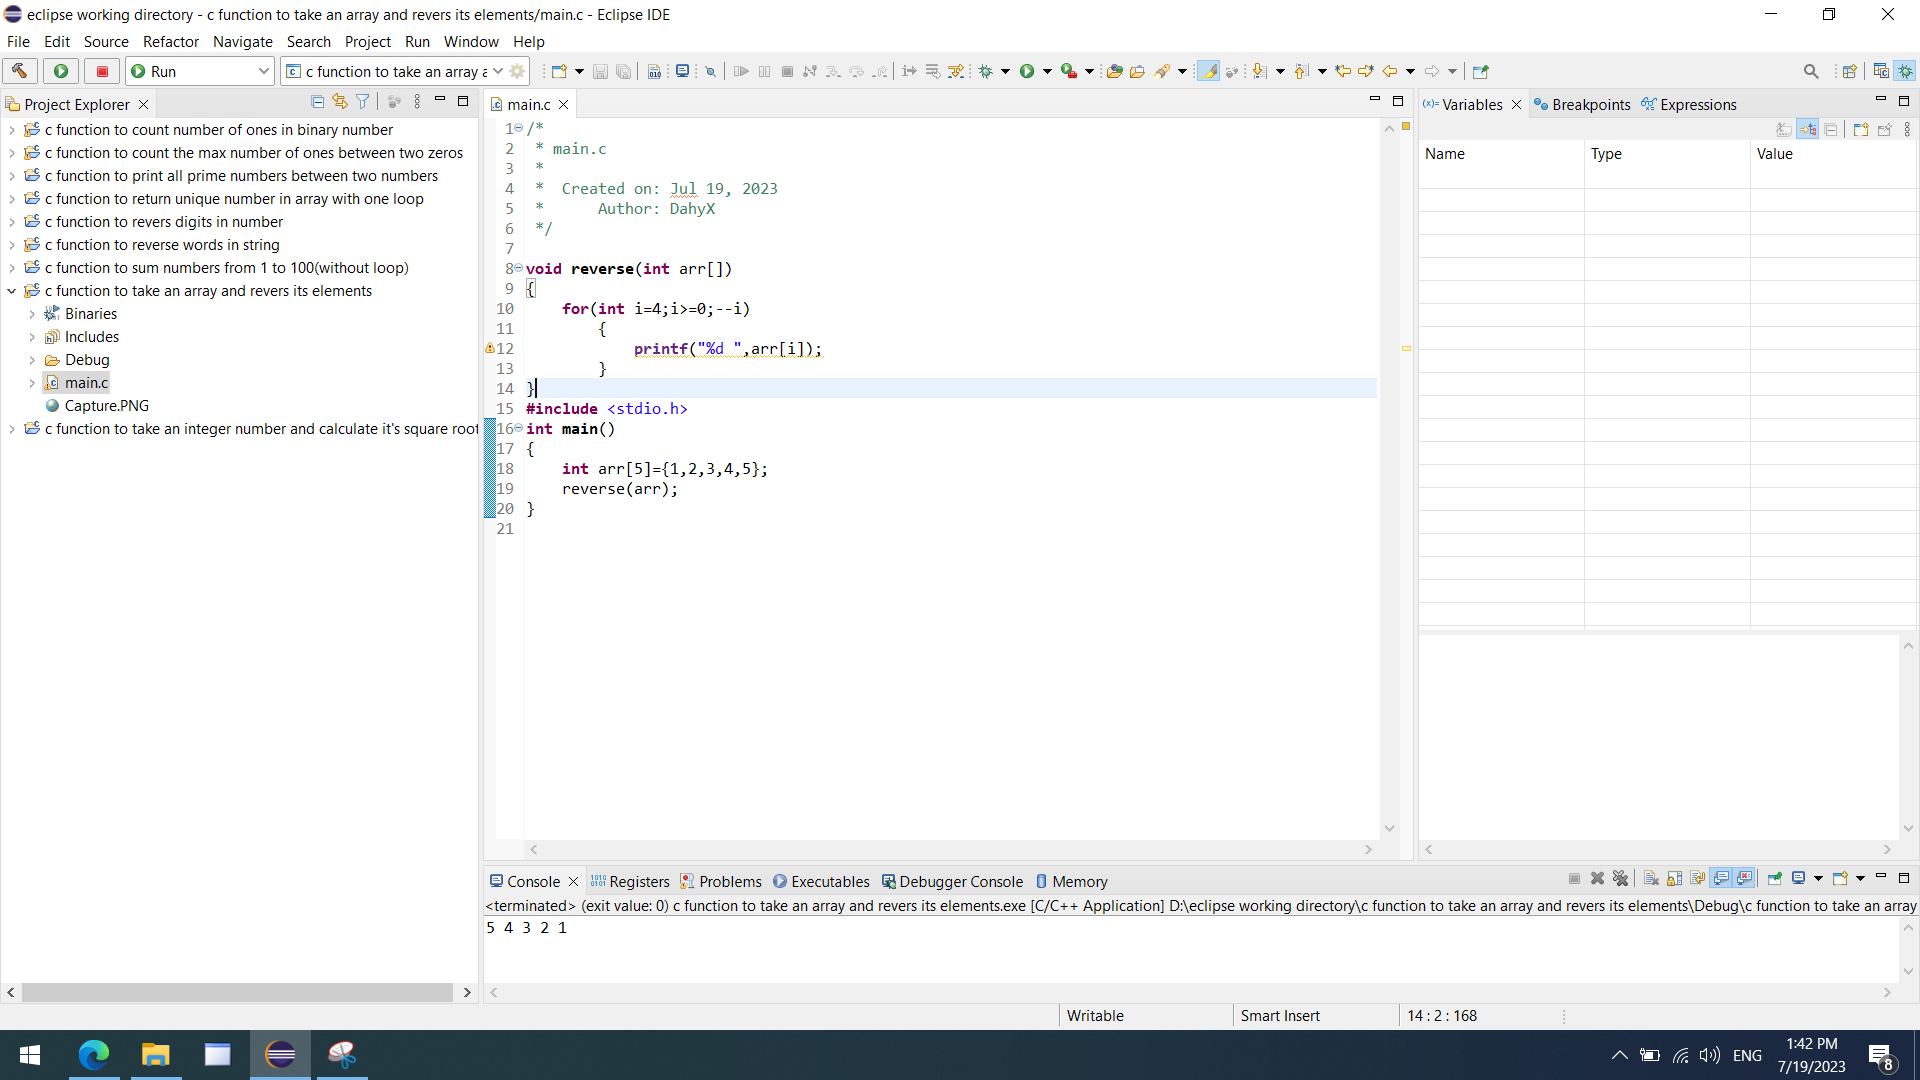 eclipse working directory - c function to take an array and revers its elements/main.c - Eclipse IDE
File Edit Source Refactor Navigate Search Project Run Window Help
Run
c function to take an array a
Project Explorer
c function to count number of ones in binary number
c function to count the max number of ones between two zeros
c function to print all prime numbers between two numbers
c function to return unique number in array with one loop
c function to revers digits in number
c function to reverse words in string
c function to sum numbers from 1 to 100(without loop)
c function to take an array and revers its elements
Binaries
Includes
Debug
main.c
Capture.PNG
c function to take an integer number and calculate it's square root
main.c
1 /*
2  * main.c
3  *
4  *  Created on: Jul 19, 2023
5  *      Author: DahyX
6  */
7
8 void reverse(int arr[])
9 {
10     for(int i=4;i>=0;--i)
11         {
12             printf("%d ",arr[i]);
13         }
14 }
15 #include <stdio.h>
16 int main()
17 {
18     int arr[5]={1,2,3,4,5};
19     reverse(arr);
20 }
21
(x)= Variables Breakpoints Expressions
Name Type Value
Console Registers Problems Executables Debugger Console Memory
<terminated> (exit value: 0) c function to take an array and revers its elements.exe [C/C++ Application] D:\eclipse working directory\c function to take an array and revers its elements\Debug\c function to take an array
5 4 3 2 1
Writable Smart Insert 14 : 2 : 168
ENG
1:42 PM
7/19/2023
8